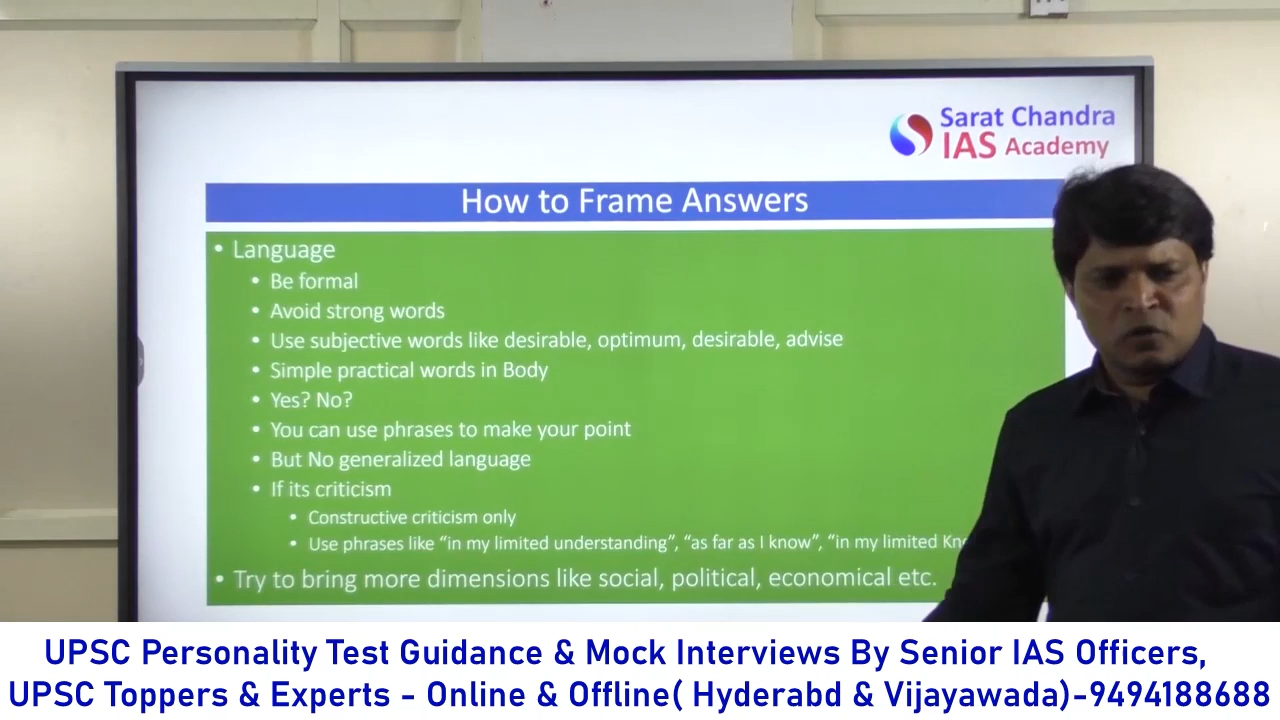 Sarat Chandra
IAS Academy
How to Frame Answers
• Language
• Be formal
• Avoid strong words
• Use subjective words like desirable, optimum, desirable, advise
• Simple practical words in Body
• Yes? No?
• You can use phrases to make your point
• But No generalized language
• If its criticism
• Constructive criticism only
• Use phrases like “in my limited understanding”, “as far as I know”, “in my limited
• Try to bring more dimensions like social, political, economical etc.
UPSC Personality Test Guidance & Mock Interviews By Senior IAS Officers,
UPSC Toppers & Experts - Online & Offline( Hyderabd & Vijayawada)-9494188688